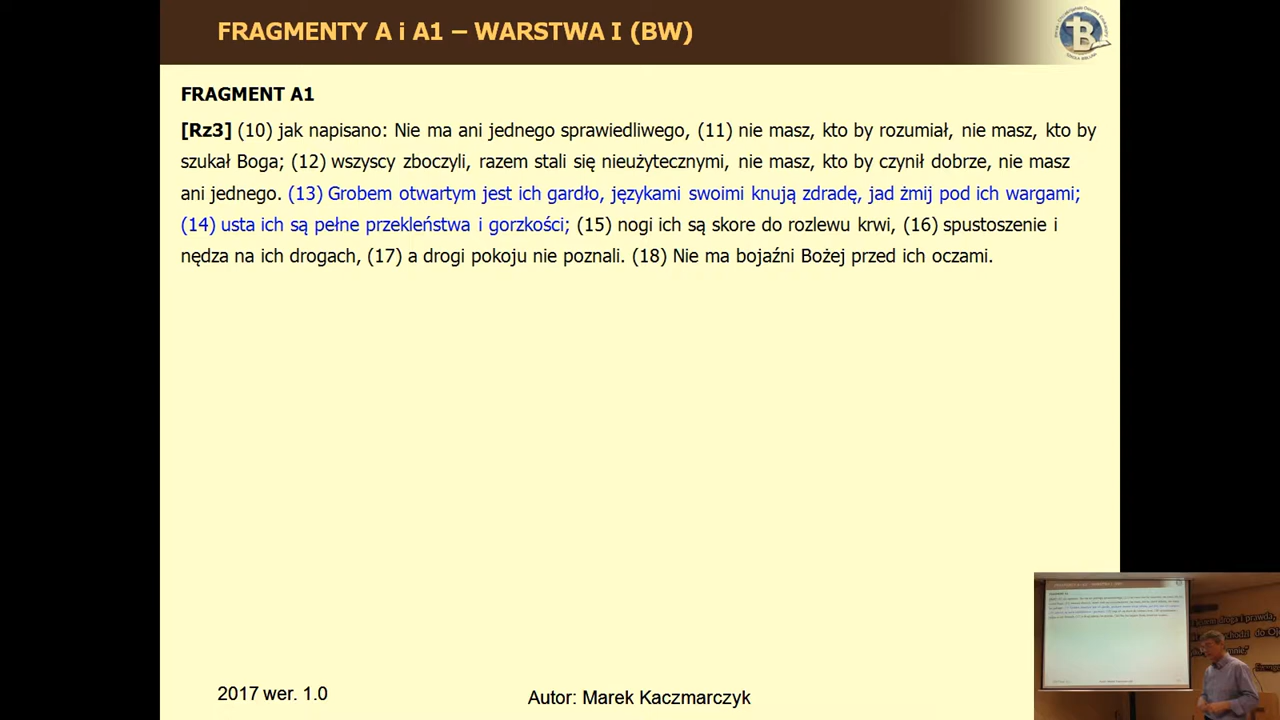 FRAGMENTY A i A1 – WARSTWA I (BW)
FRAGMENT A1
[Rz3] (10) jak napisano: Nie ma ani jednego sprawiedliwego, (11) nie masz, kto by rozumiał, nie masz, kto by
szukał Boga; (12) wszyscy zboczyli, razem stali się nieużytecznymi, nie masz, kto by czynił dobrze, nie masz
ani jednego. (13) Grobem otwartym jest ich gardło, językami swoimi knują zdradę, jad żmij pod ich wargami;
(14) usta ich są pełne przekleństwa i gorzkości; (15) nogi ich są skore do rozlewu krwi, (16) spustoszenie i
nędza na ich drogach, (17) a drogi pokoju nie poznali. (18) Nie ma bojaźni Bożej przed ich oczami.
droga i prawda,
do Oj
2017 wer. 1.0
Autor: Marek Kaczmarczyk